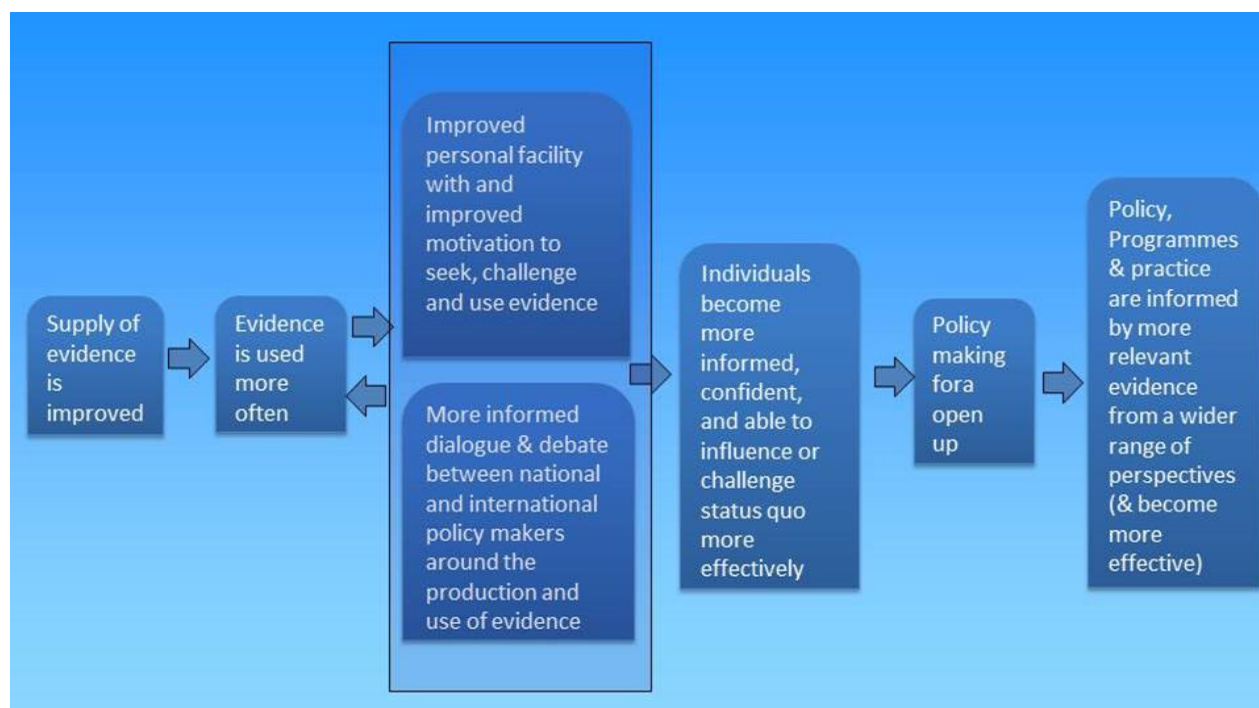 Supply of
evidence
is
improved
Evidence
is used
more
often
Improved
personal facility
with and
improved
motivation to
seek, challenge
and use evidence
More informed
dialogue & debate
between national
and international
policy makers
around the
production and
use of evidence
Individuals
become
more
informed,
confident,
and able to
influence or
challenge
status quo
more
effectively
Policy
making
fora
open
up
Policy,
Programmes
& practice
are informed
by more
relevant
evidence
from a wider
range of
perspectives
(& become
more
effective)